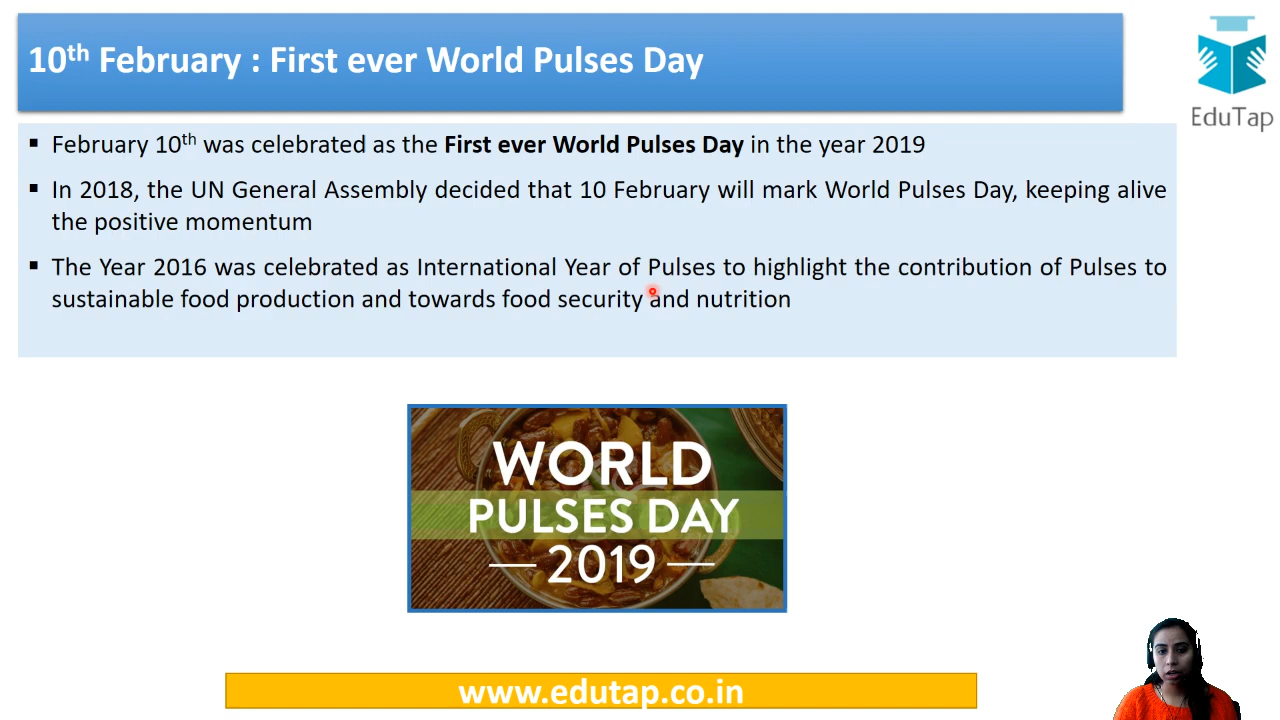 10th February : First ever World Pulses Day
EduTap
▪ February 10th was celebrated as the First ever World Pulses Day in the year 2019
▪ In 2018, the UN General Assembly decided that 10 February will mark World Pulses Day, keeping alive
the positive momentum
▪ The Year 2016 was celebrated as International Year of Pulses to highlight the contribution of Pulses to
sustainable food production and towards food security and nutrition
WORLD
PULSES DAY
— 2019 —
www.edutap.co.in